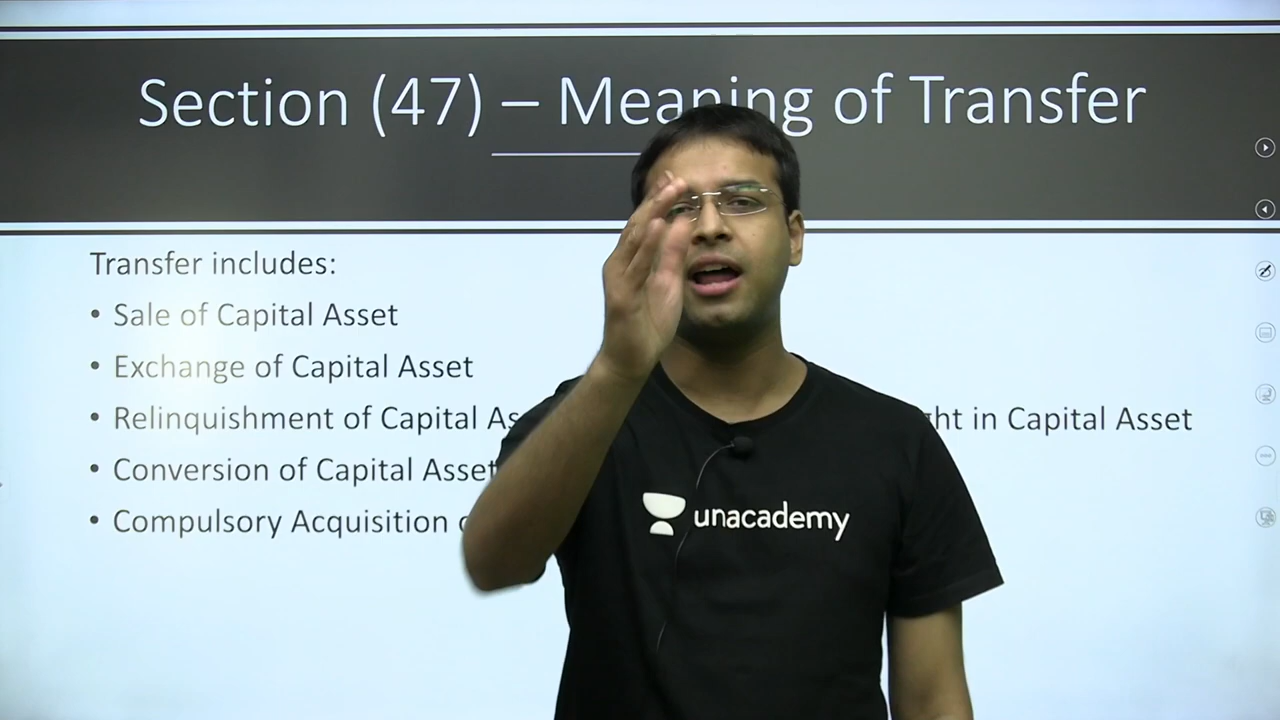 Section (47) – Meaning of Transfer
Transfer includes:
• Sale of Capital Asset
• Exchange of Capital Asset
• Relinquishment of Capital in Capital Asset
• Conversion of Capital Asset
• Compulsory Acquisition
unacademy